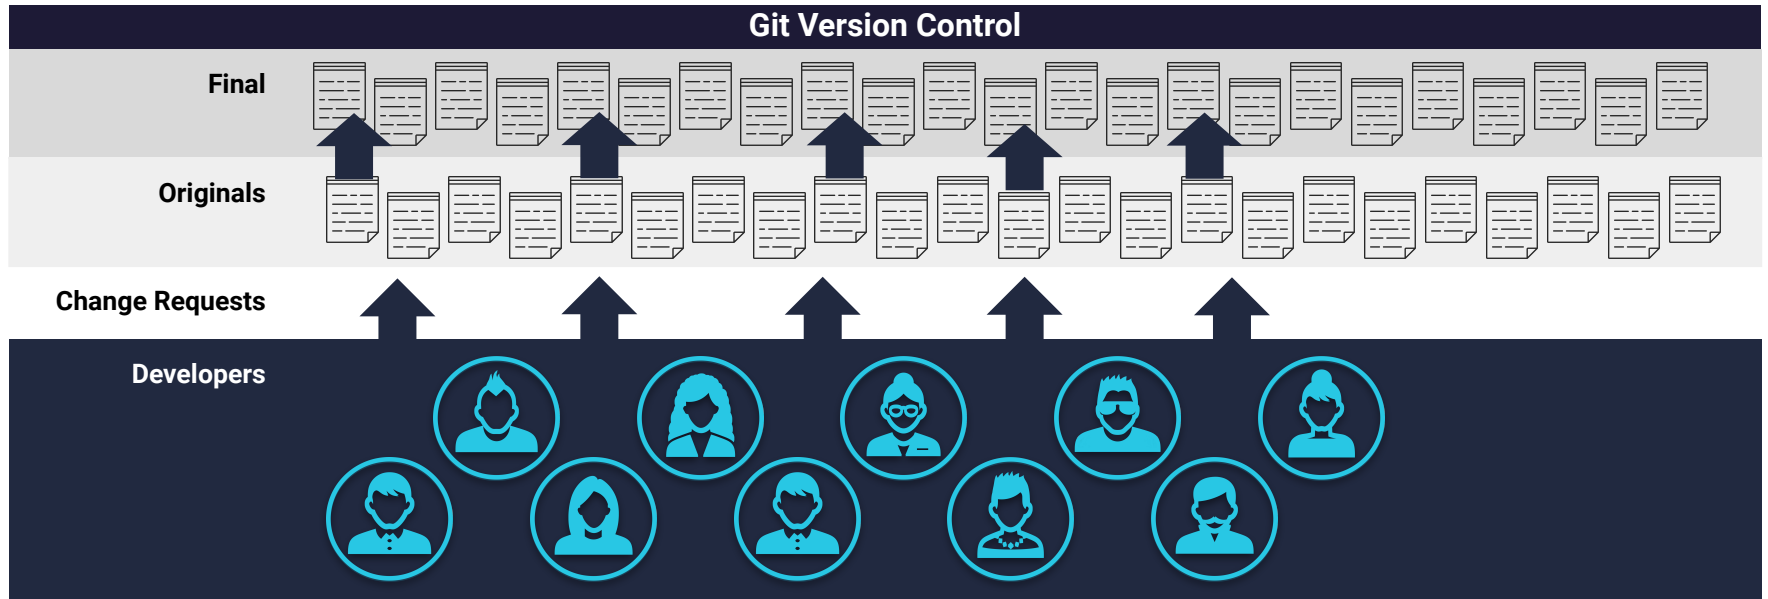 Git Version Control
Final
Originals
Change Requests
Developers